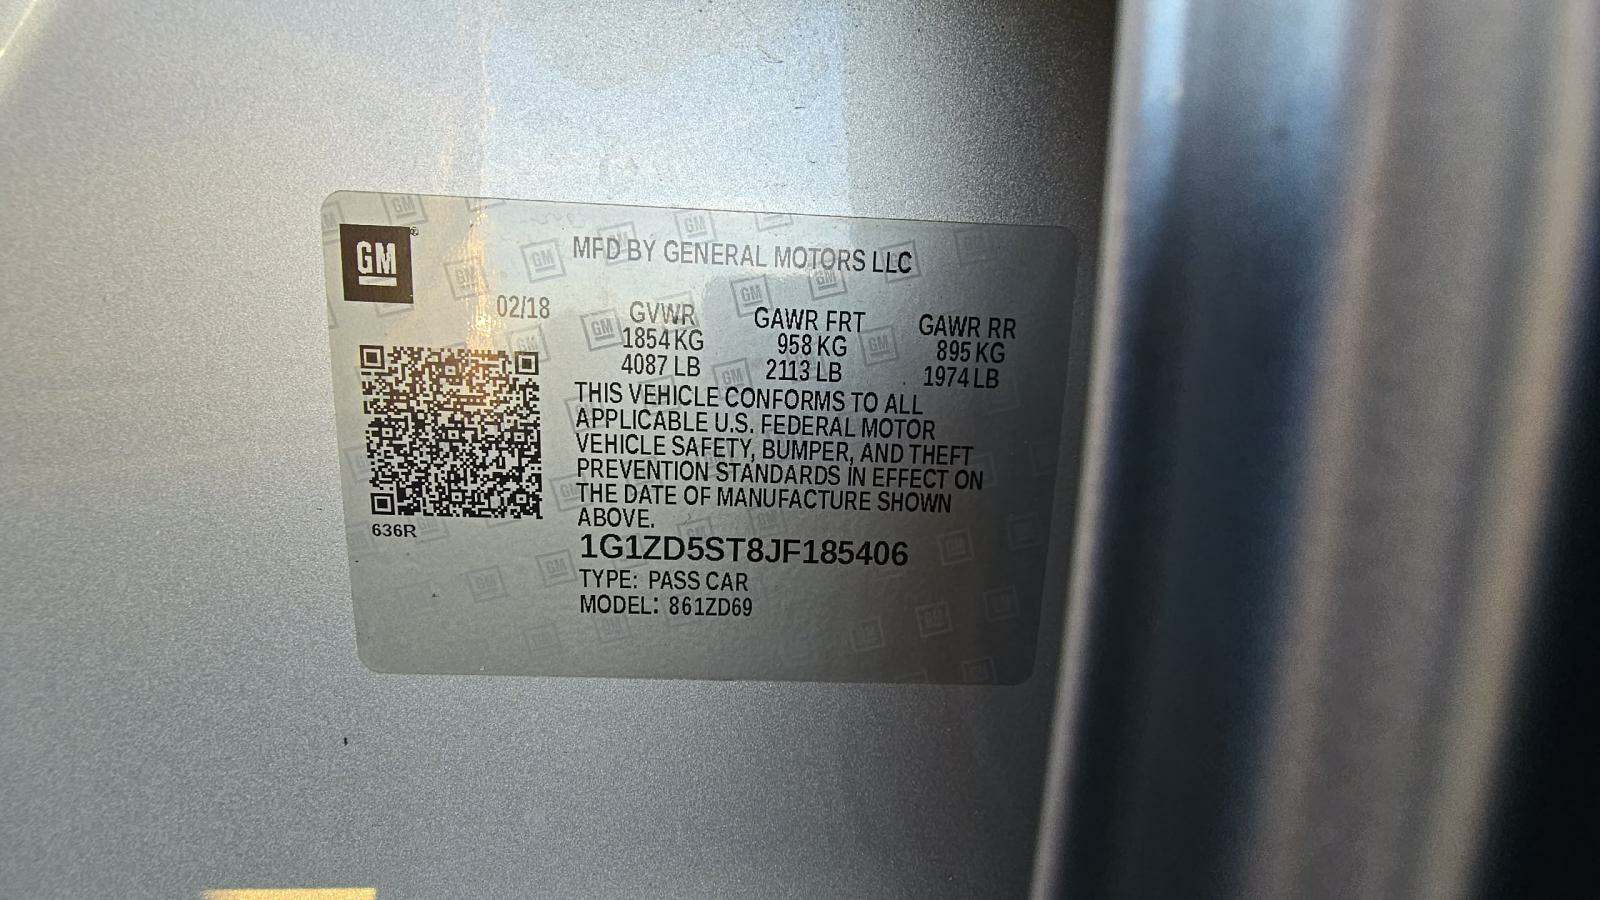 GM
MFD BY GENERAL MOTORS LLC
02/18
GVWR GAWR FRT GAWR RR
1854 KG 958 KG 895 KG
4087 LB 2113 LB 1974 LB
THIS VEHICLE CONFORMS TO ALL
APPLICABLE U.S. FEDERAL MOTOR
VEHICLE SAFETY, BUMPER, AND THEFT
PREVENTION STANDARDS IN EFFECT ON
THE DATE OF MANUFACTURE SHOWN
ABOVE.
636R
1G1ZD5ST8JF185406
TYPE: PASS CAR
MODEL: 861ZD69